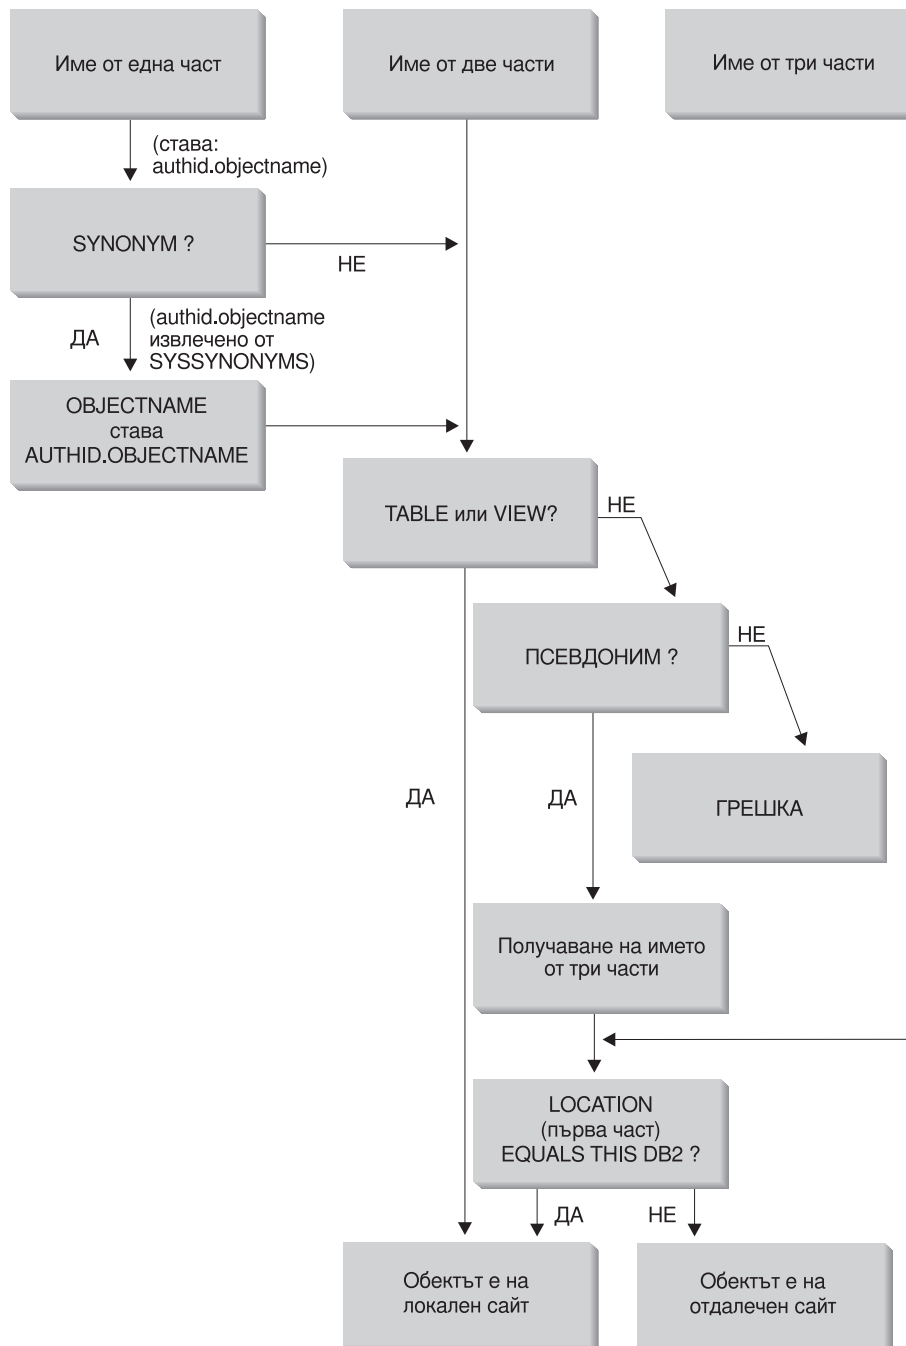 Име от една част
Име от две части
Име от три части
(става:
authid.objectname)
SYNONYM ?
НЕ
ДА
(authid.objectname
извлечено от
SYSSYNONYMS)
OBJECTNAME
става
AUTHID.OBJECTNAME
TABLE или VIEW?
НЕ
ПСЕВДОНИМ ?
НЕ
ДА
ДА
ГРЕШКА
Получаване на името
от три части
LOCATION
(първа част)
EQUALS THIS DB2 ?
ДА
НЕ
Обектът е на
локален сайт
Обектът е на
отдалечен сайт